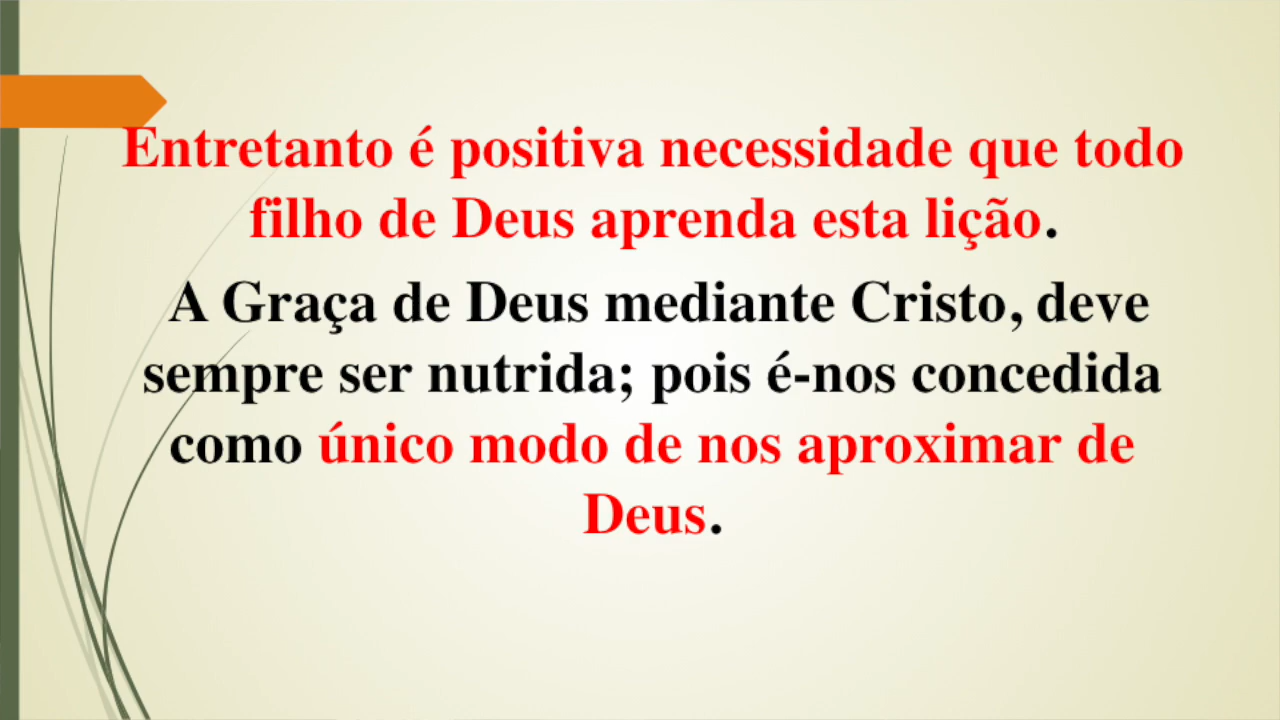 Entretanto é positiva necessidade que todo
filho de Deus aprenda esta lição.
A Graça de Deus mediante Cristo, deve
sempre ser nutrida; pois é-nos concedida
como único modo de nos aproximar de
Deus.